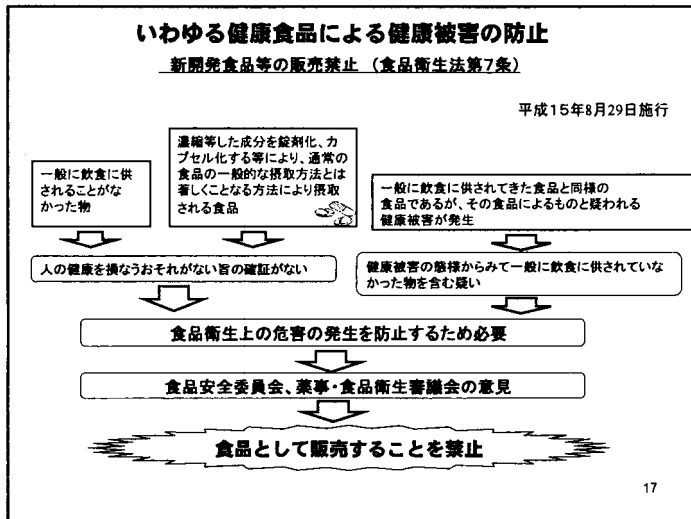 いわゆる健康食品による健康被害の防止
新開発食品等の販売禁止 (食品衛生法第7条)
平成15年8月29日施行
一般に飲食に供
されることがな
かった物
濃縮等した成分を錠剤化、カ
プセル化する等により、通常の
食品の一般的な摂取方法とは
著しくことなる方法により摂取
される食品
一般に飲食に供されてきた食品と同様の
食品であるが、その食品によるものと疑われる
健康被害が発生
人の健康を損なうおそれがない旨の確証がない
健康被害の態様からみて一般に飲食に供されていな
かった物を含む疑い
食品衛生上の危害の発生を防止するため必要
食品安全委員会、薬事・食品衛生審議会の意見
食品として販売することを禁止
17